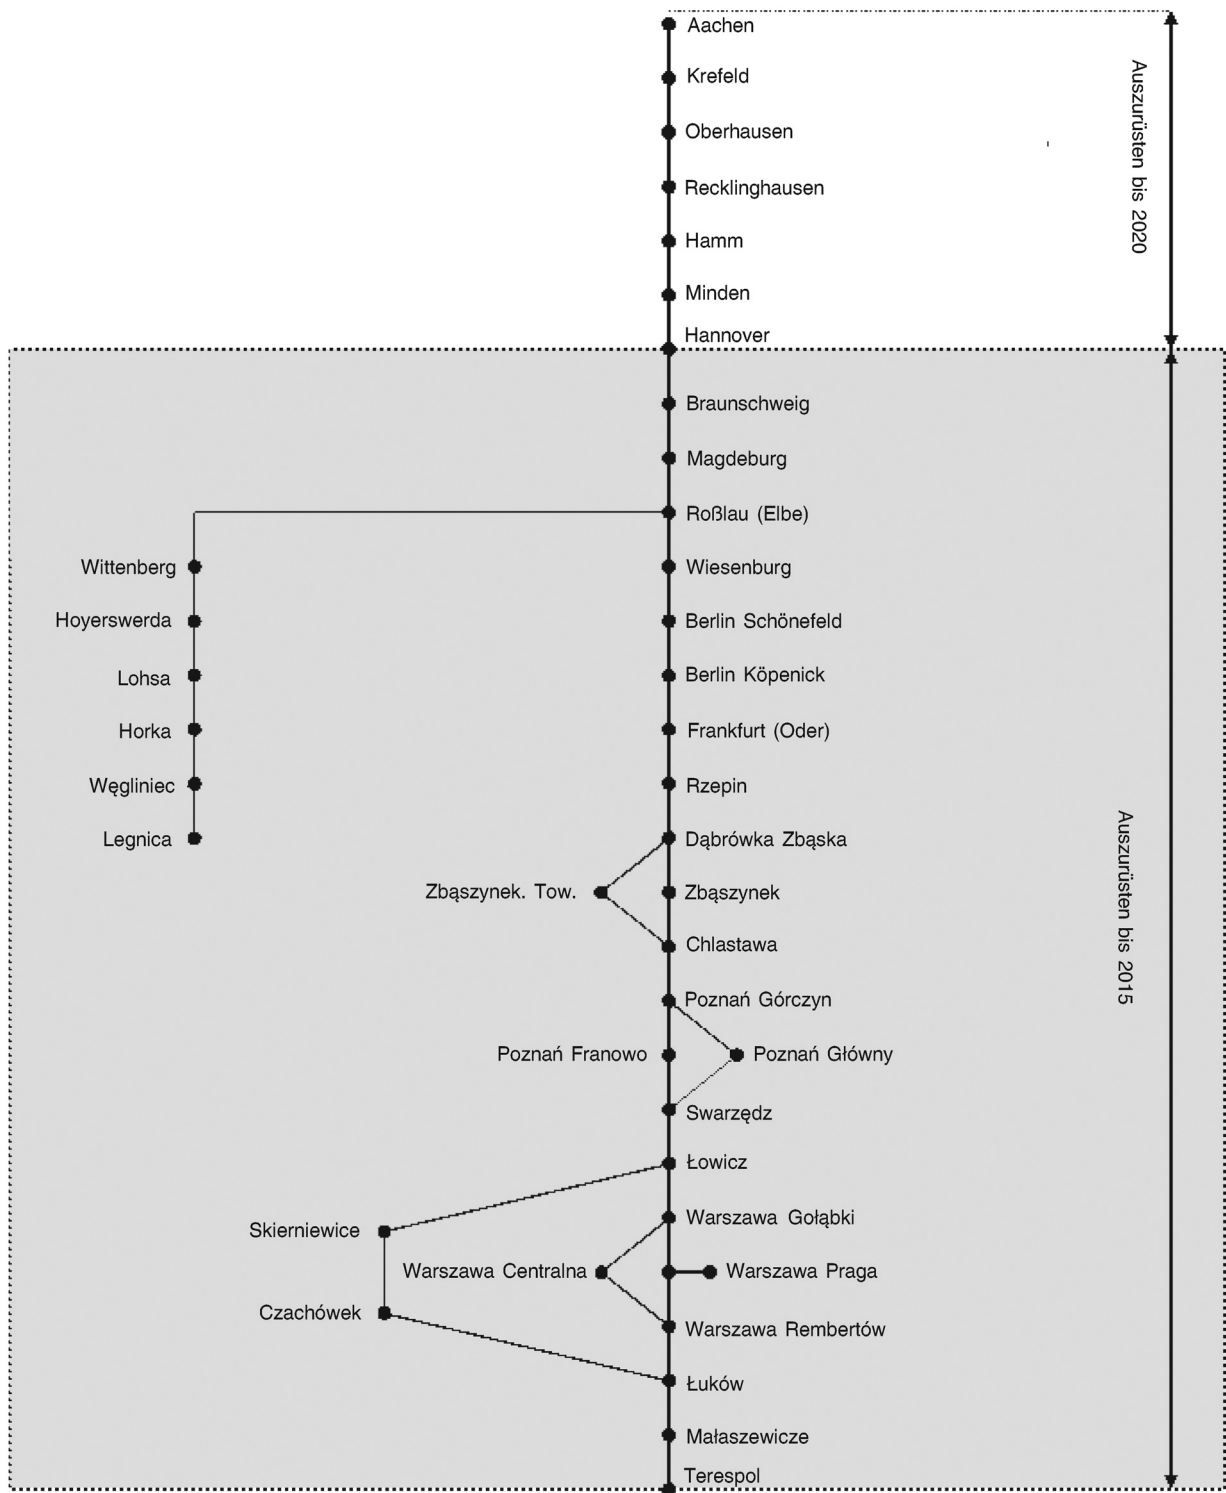 Aachen
Krefeld
Oberhausen
Recklinghausen
Hamm
Minden
Hannover
Auszurüsten bis 2020
Braunschweig
Magdeburg
Roßlau (Elbe)
Wittenberg
Wiesenburg
Hoyerswerda
Berlin Schönefeld
Lohsa
Berlin Köpenick
Horka
Frankfurt (Oder)
Węgliniec
Rzepin
Legnica
Dąbrówka Zbąska
Zbąszynek. Tow.
Zbąszynek
Chlastawa
Auszurüsten bis 2015
Poznań Górczyn
Poznań Franowo
Poznań Główny
Swarzędz
Łowicz
Skierniewice
Warszawa Gołąbki
Warszawa Centralna
Warszawa Praga
Czachówek
Warszawa Rembertów
Łuków
Małaszewicze
Terespol